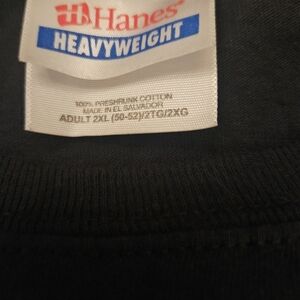 Hanes
HEAVYWEIGHT
100% PRESHRUNK COTTON
MADE IN EL SALVADOR
ADULT 2XL (50-52)/2TG/2XG